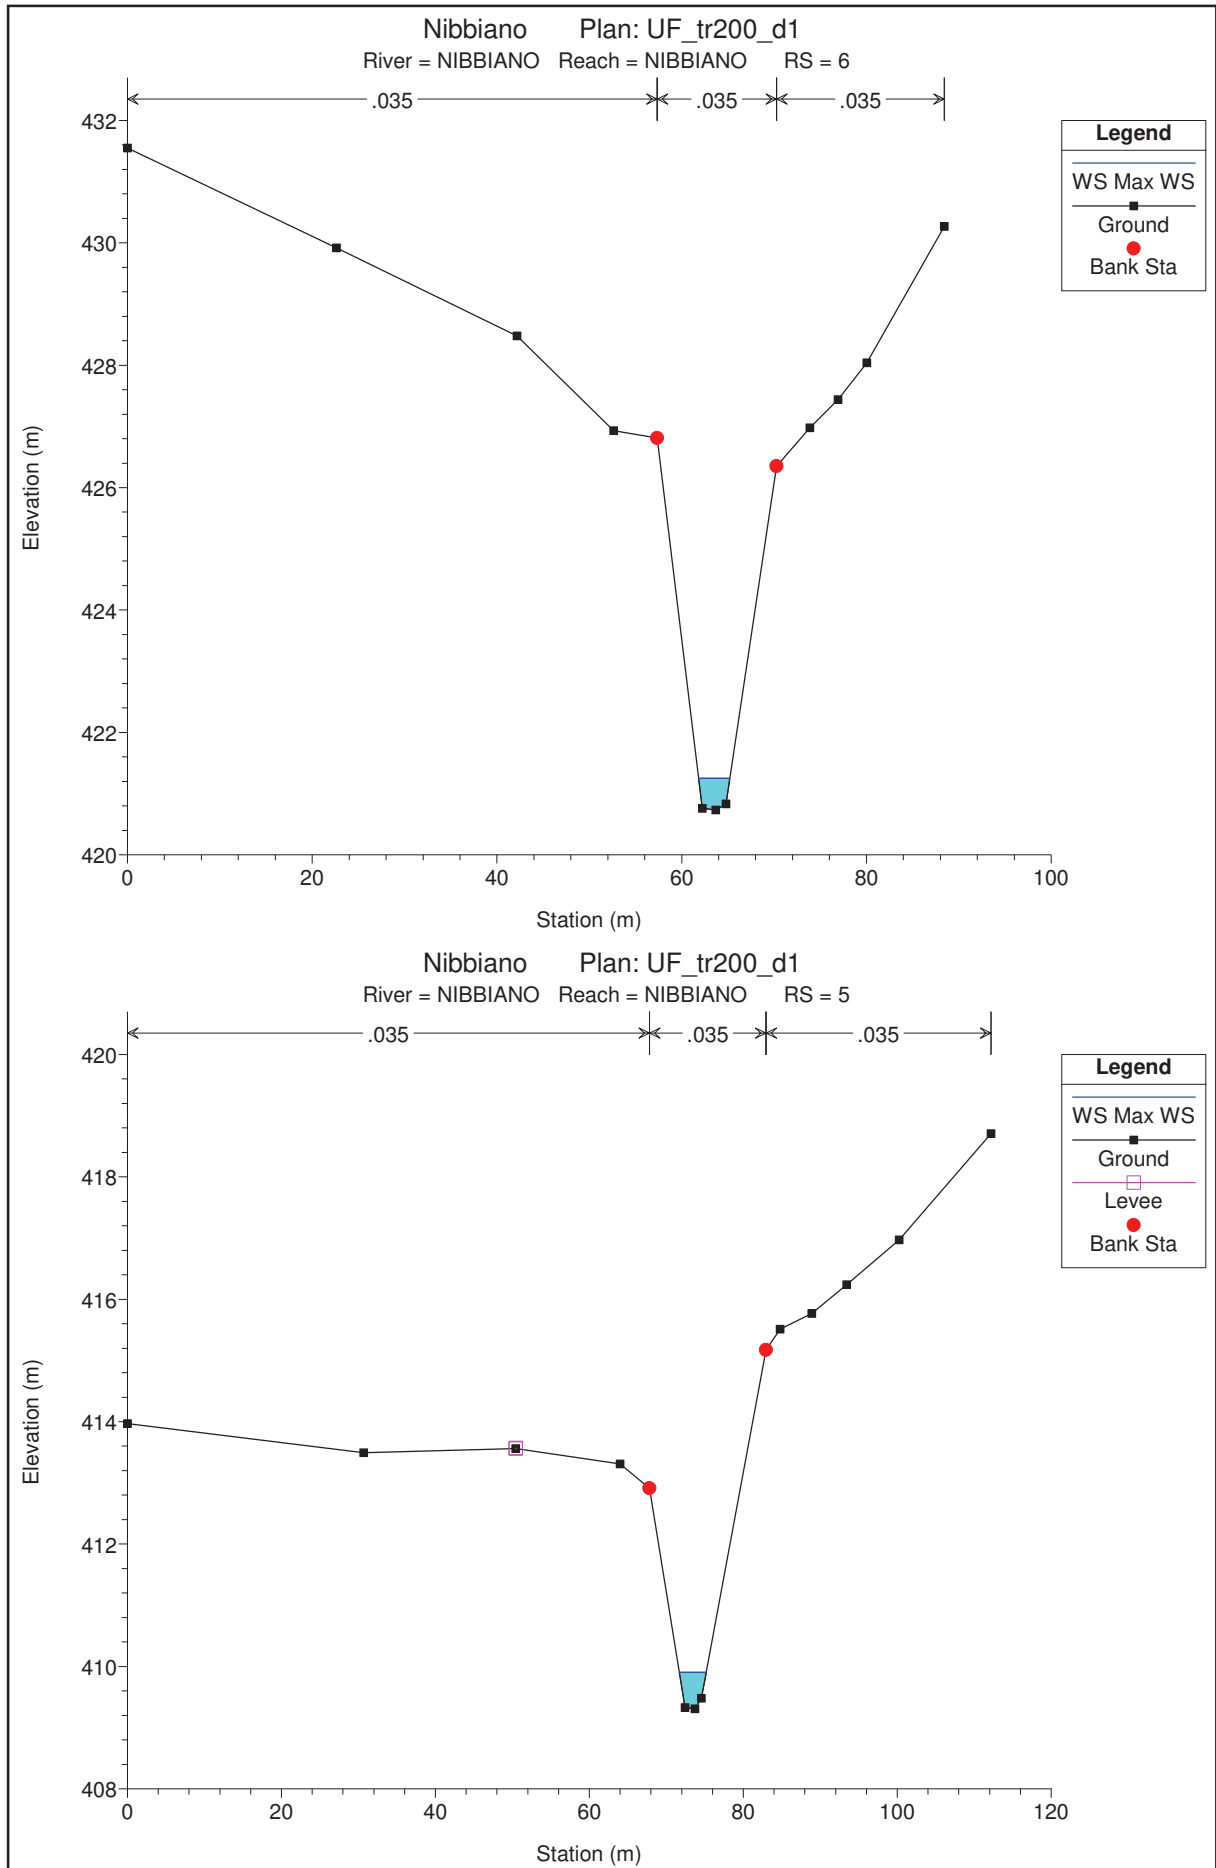 Nibbiano Plan: UF_tr200_d1
River = NIBBIANO Reach = NIBBIANO RS = 6
.035 .035 .035
432
430
428
426
424
422
420
Elevation (m)
0 20 40 60 80 100
Station (m)
Legend
WS Max WS
Ground
Bank Sta
Nibbiano Plan: UF_tr200_d1
River = NIBBIANO Reach = NIBBIANO RS = 5
.035 .035 .035
420
418
416
414
412
410
408
Elevation (m)
0 20 40 60 80 100 120
Station (m)
Legend
WS Max WS
Ground
Levee
Bank Sta